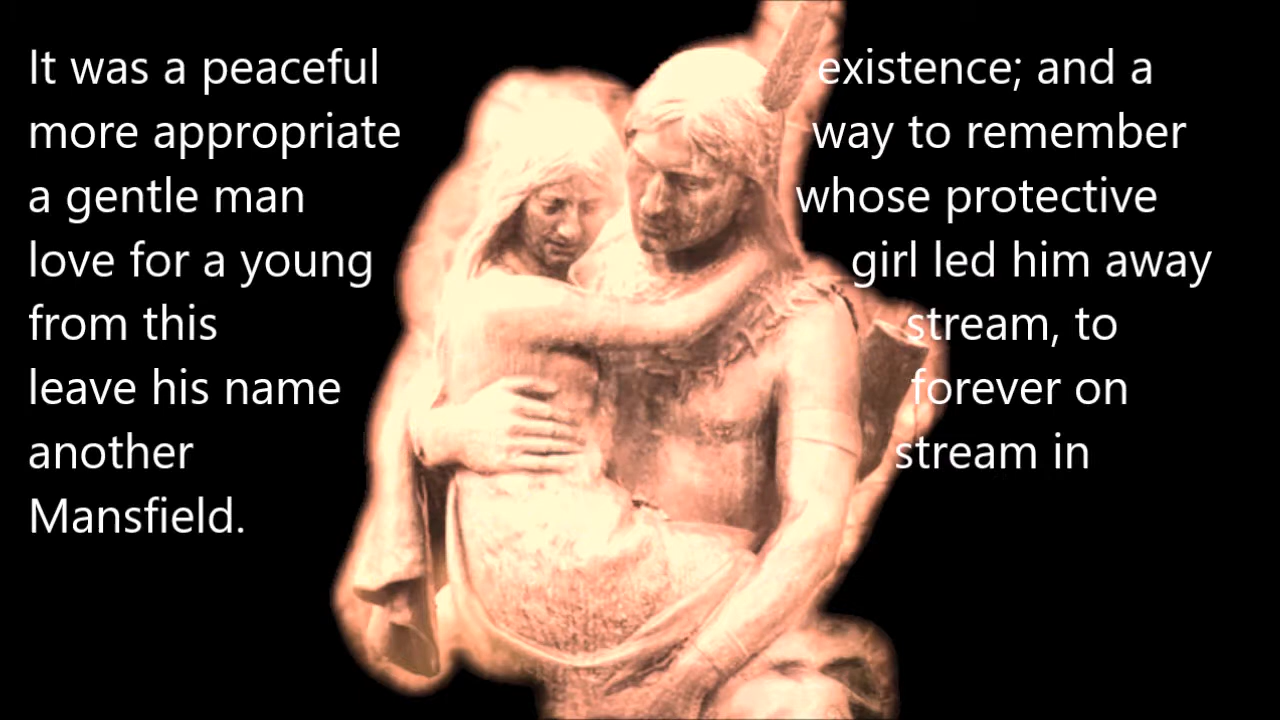 It was a peaceful existence; and a
more appropriate way to remember
a gentle man whose protective
love for a young girl led him away
from this stream, to
leave his name forever on
another stream in
Mansfield.